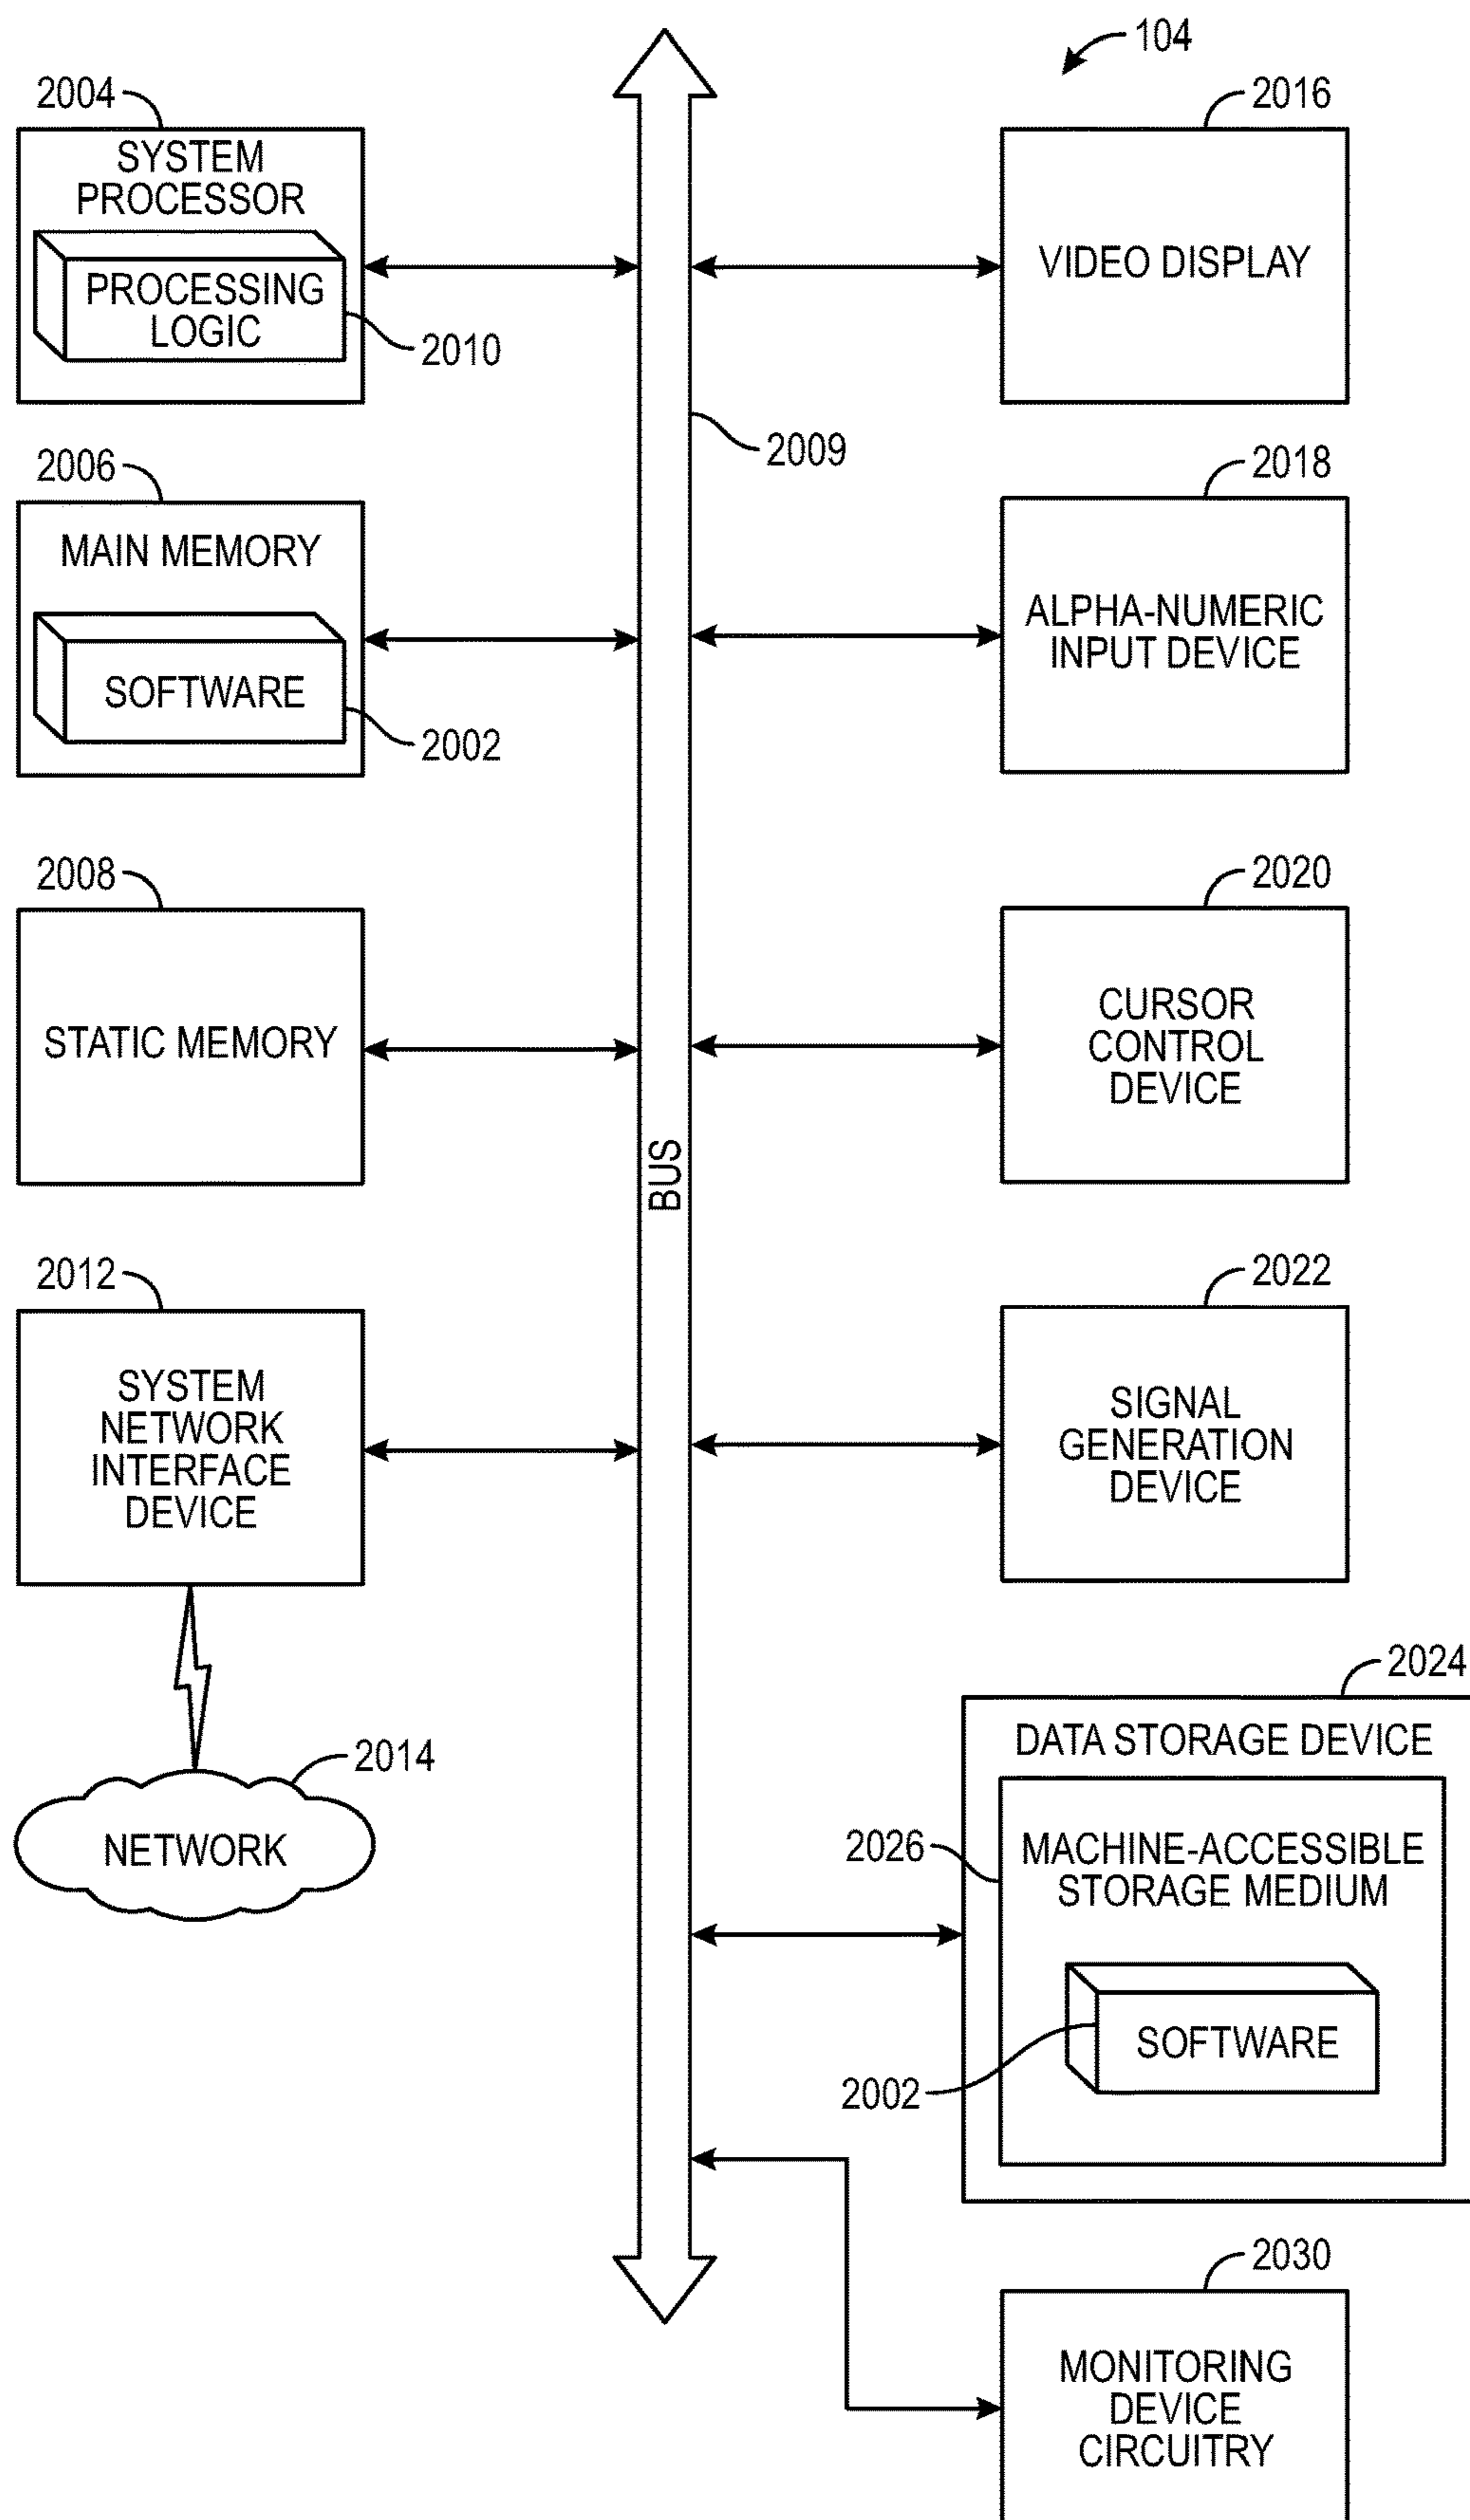 104
2004
SYSTEM
PROCESSOR
PROCESSING
LOGIC
2010
2006
MAIN MEMORY
SOFTWARE
2002
2008
STATIC MEMORY
2012
SYSTEM
NETWORK
INTERFACE
DEVICE
2014
NETWORK
BUS
2009
2016
VIDEO DISPLAY
2018
ALPHA-NUMERIC
INPUT DEVICE
2020
CURSOR
CONTROL
DEVICE
2022
SIGNAL
GENERATION
DEVICE
2024
DATA STORAGE DEVICE
2026
MACHINE-ACCESSIBLE
STORAGE MEDIUM
SOFTWARE
2002
2030
MONITORING
DEVICE
CIRCUITRY